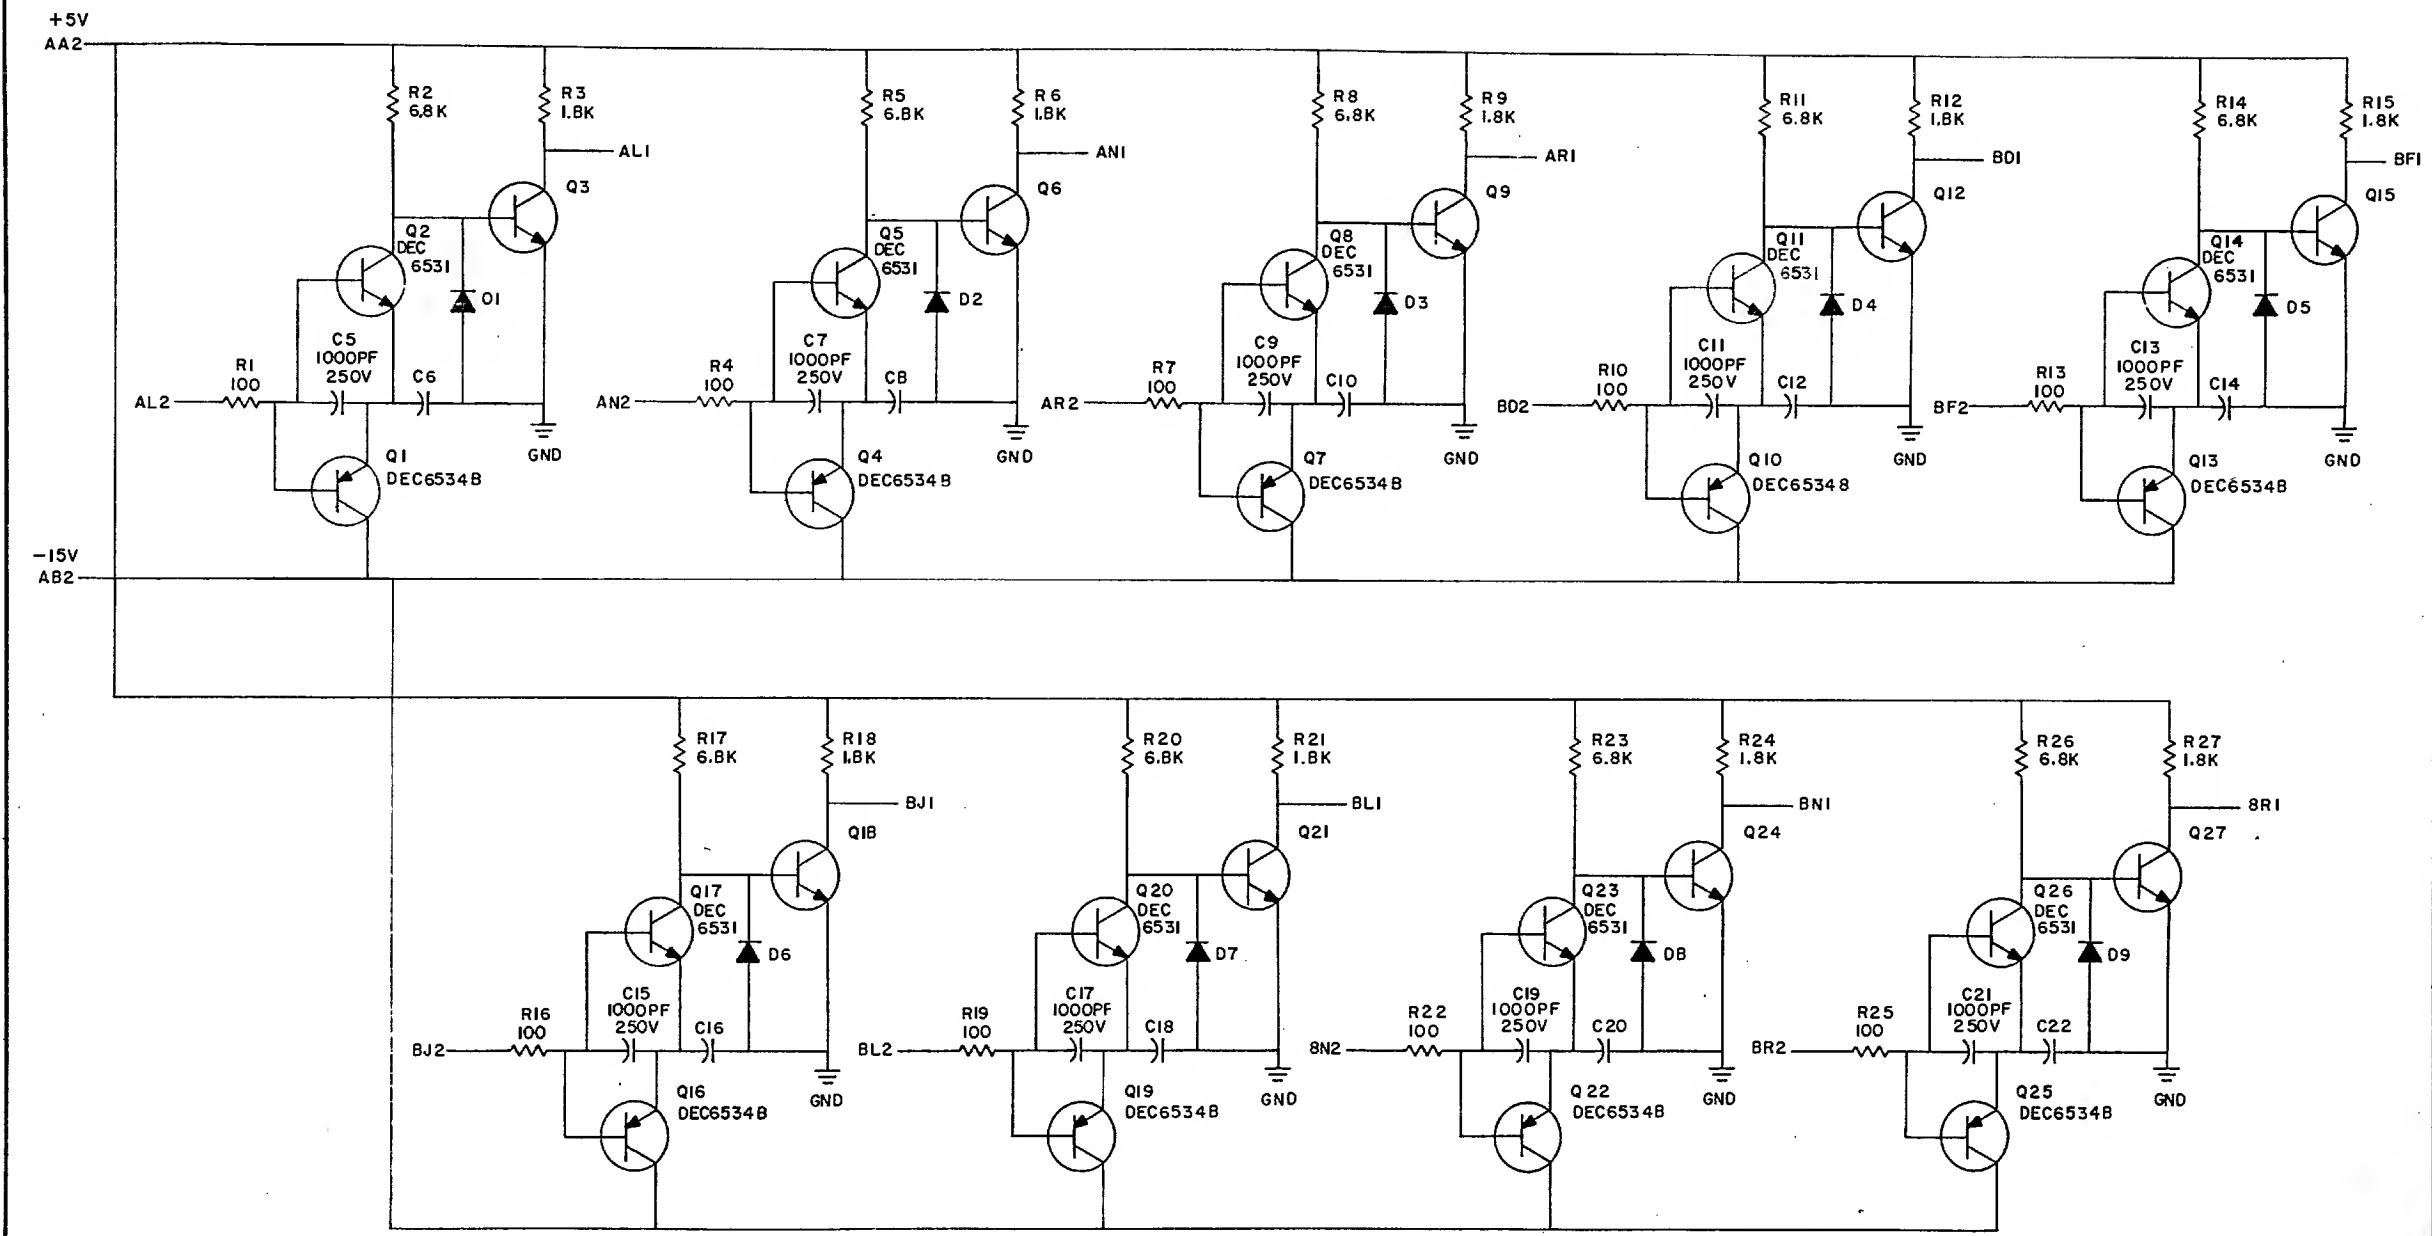 +5V
AA2
R2
6.8K
R3
1.8K
AL1
Q3
Q2
DEC
6531
D1
C5
1000PF
250V
C6
R1
100
AL2
GND
Q1
DEC6534B
R5
6.8K
R6
1.8K
AN1
Q6
Q5
DEC
6531
D2
C7
1000PF
250V
C8
R4
100
AN2
GND
Q4
DEC6534B
R8
6.8K
R9
1.8K
AR1
Q9
Q8
DEC
6531
D3
C9
1000PF
250V
C10
R7
100
AR2
GND
Q7
DEC6534B
R11
6.8K
R12
1.8K
BD1
Q12
Q11
DEC
6531
D4
C11
1000PF
250V
C12
R10
100
BD2
GND
Q10
DEC6534B
R14
6.8K
R15
1.8K
BF1
Q15
Q14
DEC
6531
D5
C13
1000PF
250V
C14
R13
100
BF2
GND
Q13
DEC6534B
-15V
AB2
R17
6.8K
R18
1.8K
BJ1
Q18
Q17
DEC
6531
D6
C15
1000PF
250V
C16
R16
100
BJ2
GND
Q16
DEC6534B
R20
6.8K
R21
1.8K
BL1
Q21
Q20
DEC
6531
D7
C17
1000PF
250V
C18
R19
100
BL2
GND
Q19
DEC6534B
R23
6.8K
R24
1.8K
BN1
Q24
Q23
DEC
6531
D8
C19
1000PF
250V
C20
R22
100
BN2
GND
Q22
DEC6534B
R26
6.8K
R27
1.8K
BR1
Q27
Q26
DEC
6531
D9
C21
1000PF
250V
C22
R25
100
BR2
GND
Q25
DEC6534B